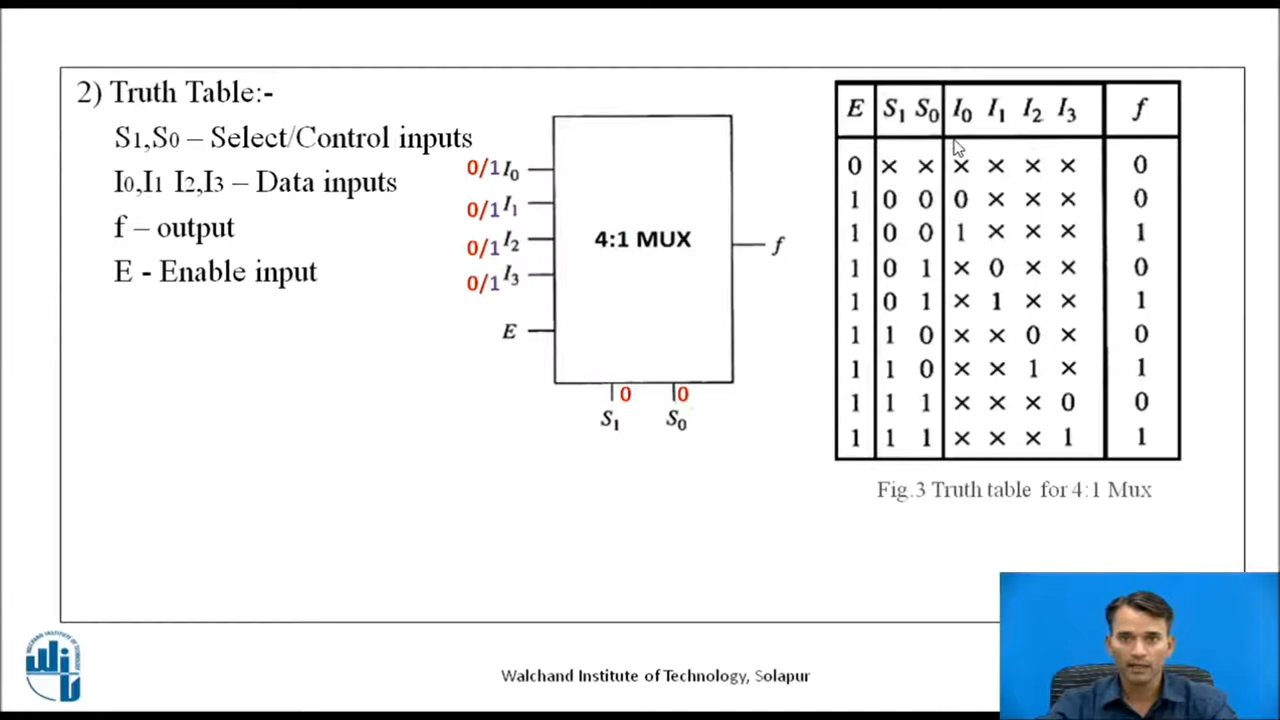 2) Truth Table:-
S1,S0 – Select/Control inputs
I0,I1 I2,I3 – Data inputs
f – output
E - Enable input
0/1 I0
0/1 I1
0/1 I2
0/1 I3
E
4:1 MUX
f
0 0
S1 S0
E S1 S0 I0 I1 I2 I3 f
0 × × × × × × 0
1 0 0 0 × × × 0
1 0 0 1 × × × 1
1 0 1 × 0 × × 0
1 0 1 × 1 × × 1
1 1 0 × × 0 × 0
1 1 0 × × 1 × 1
1 1 1 × × × 0 0
1 1 1 × × × 1 1
Fig.3 Truth table for 4:1 Mux
WALCHAND INSTITUTE OF TECHNOLOGY
Walchand Institute of Technology, Solapur